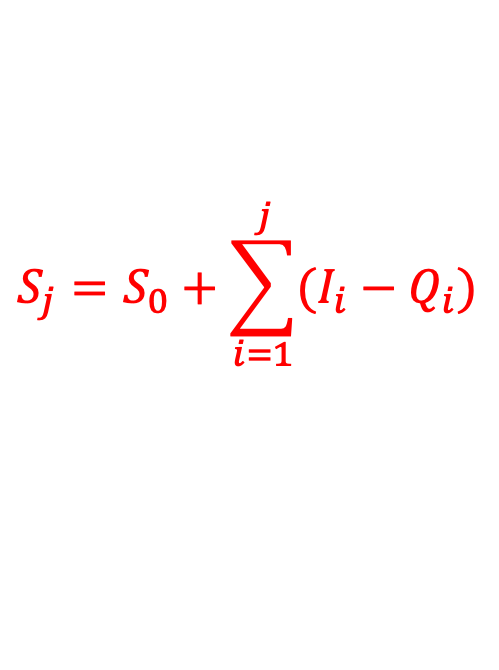 $S_j = S_0 + \sum_{i=1}^{j} (I_i - Q_i)$